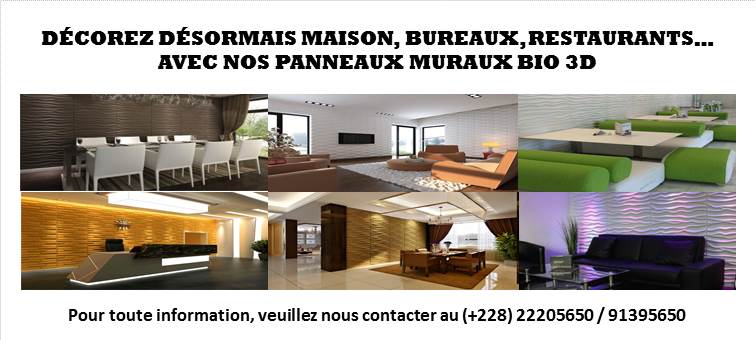 DÉCOREZ DÉSORMAIS MAISON, BUREAUX, RESTAURANTS...
AVEC NOS PANNEAUX MURAUX BIO 3D
Pour toute information, veuillez nous contacter au (+228) 22205650 / 91395650